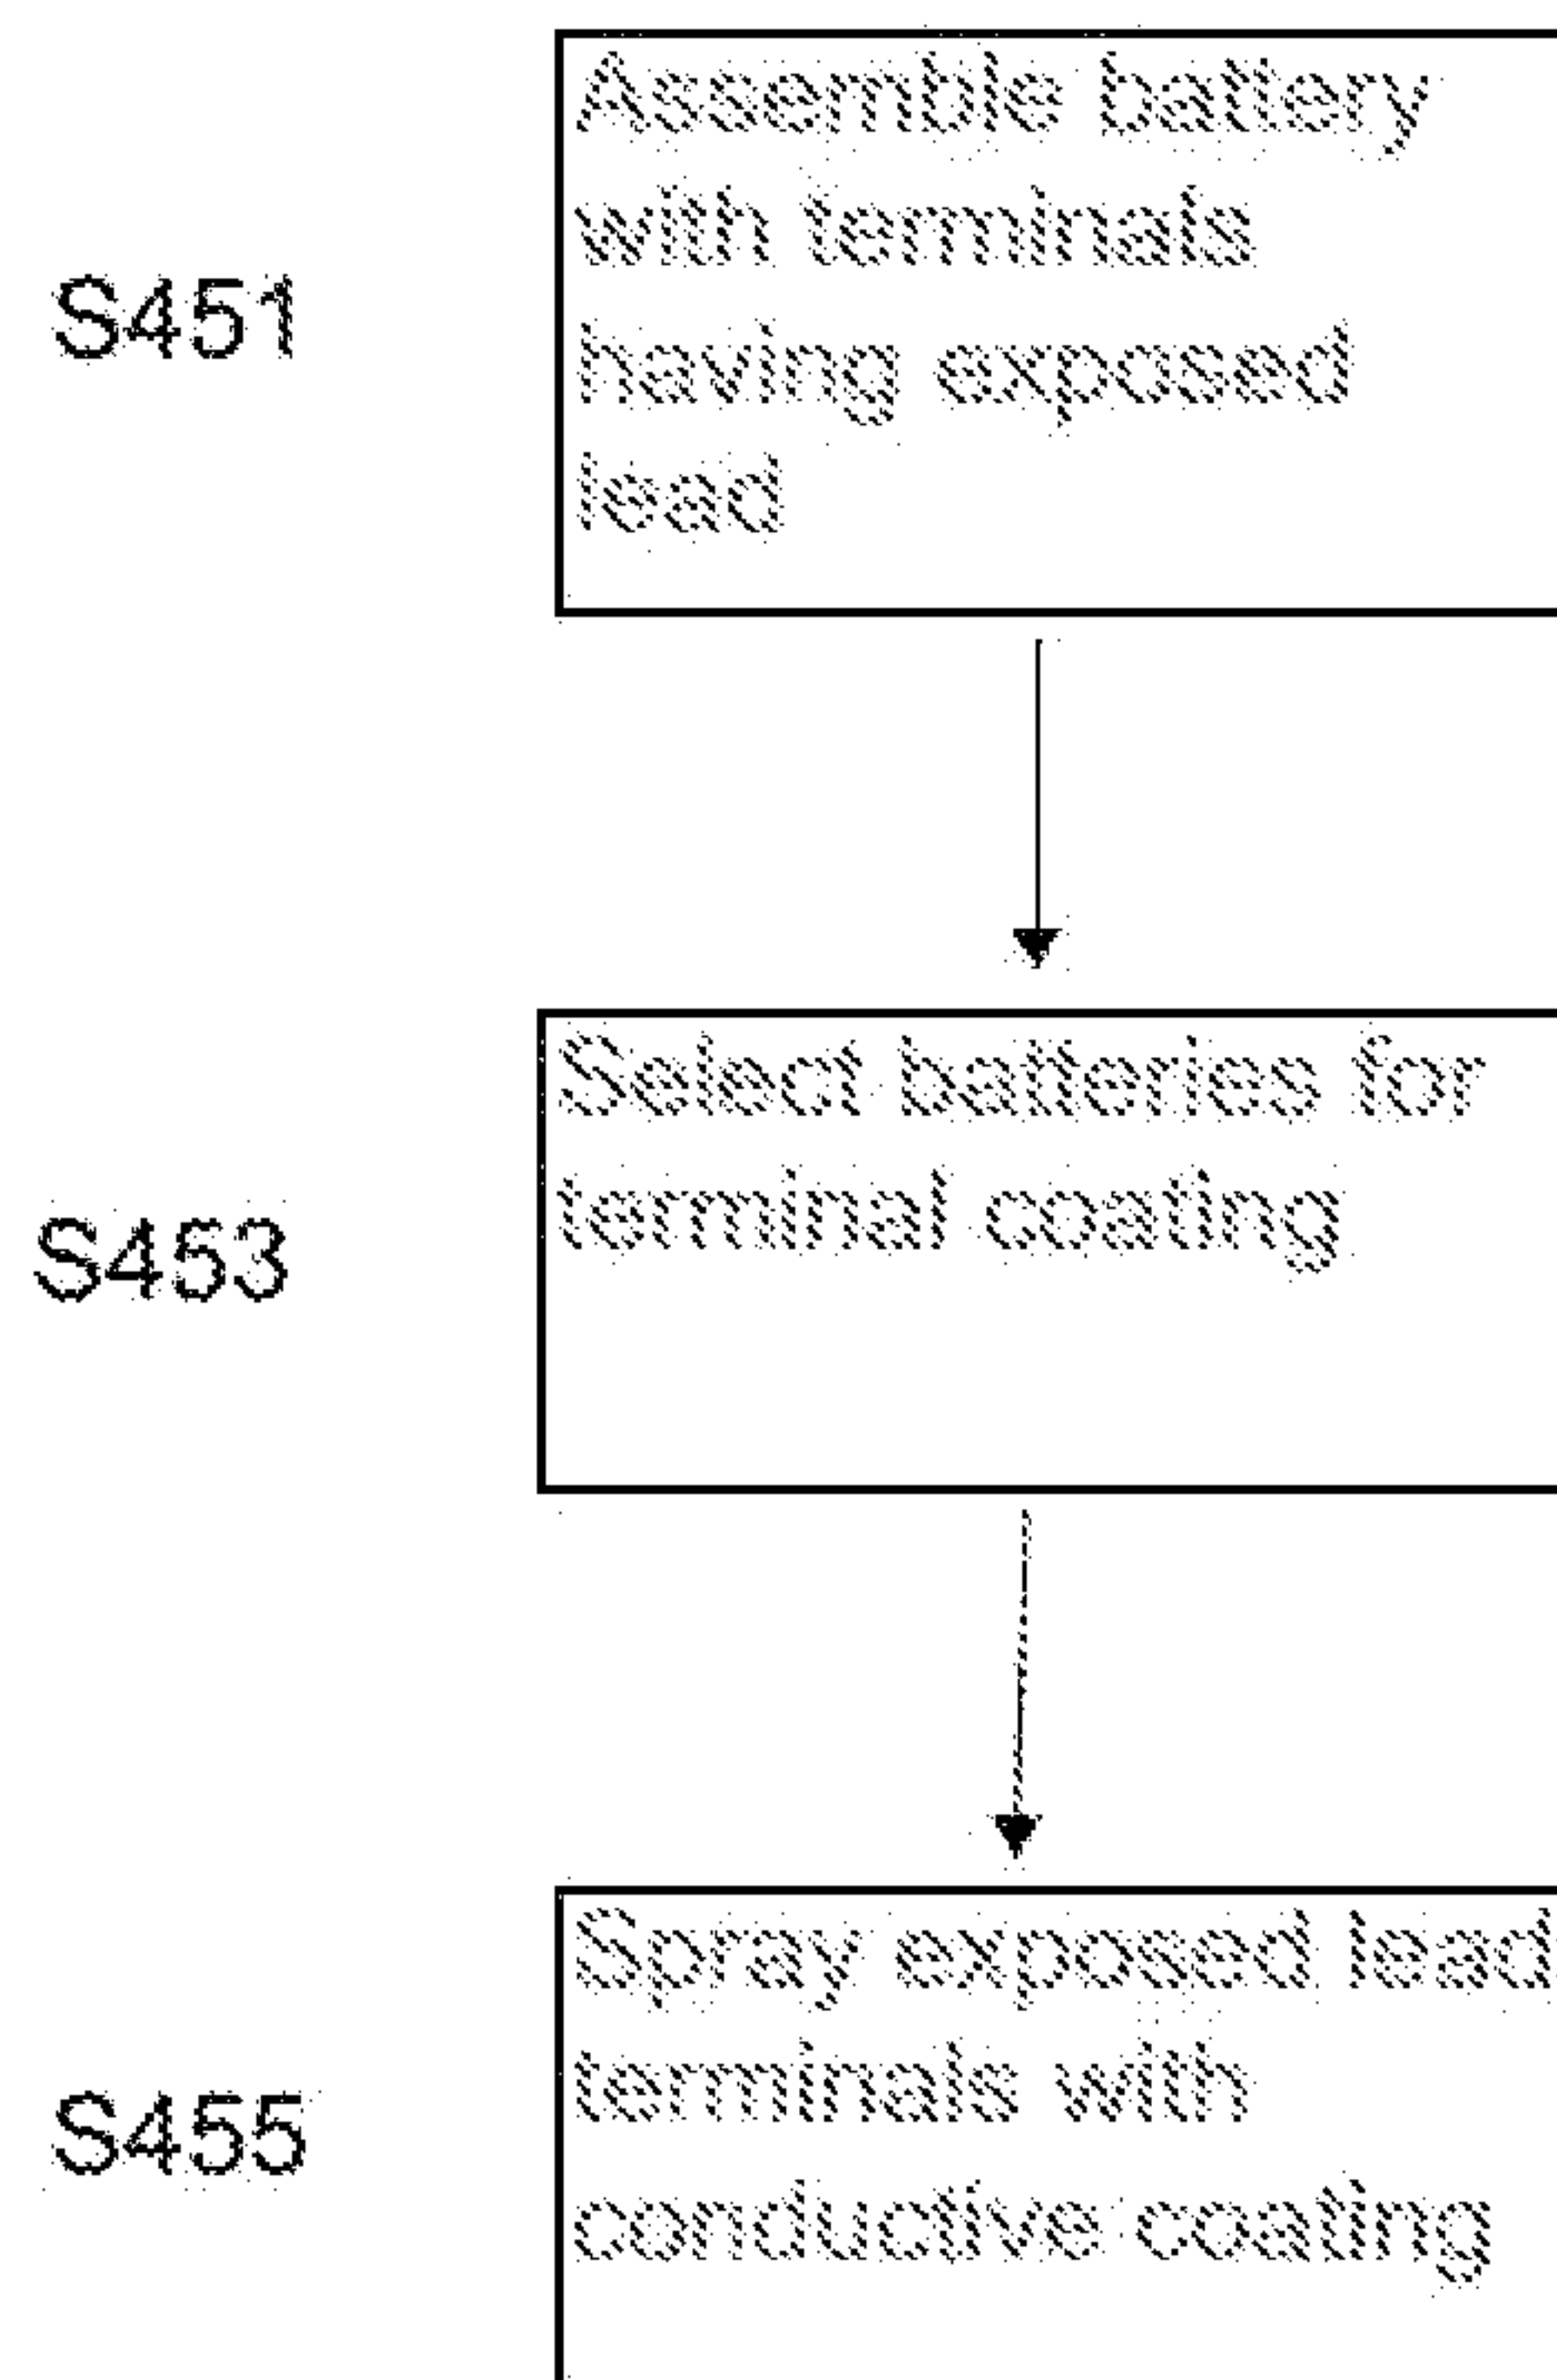 Assemble battery
with terminals
S451
having exposed
lead
Select batteries for
terminal coating
S453
Spray exposed lead
terminals with
S455
conductive coating